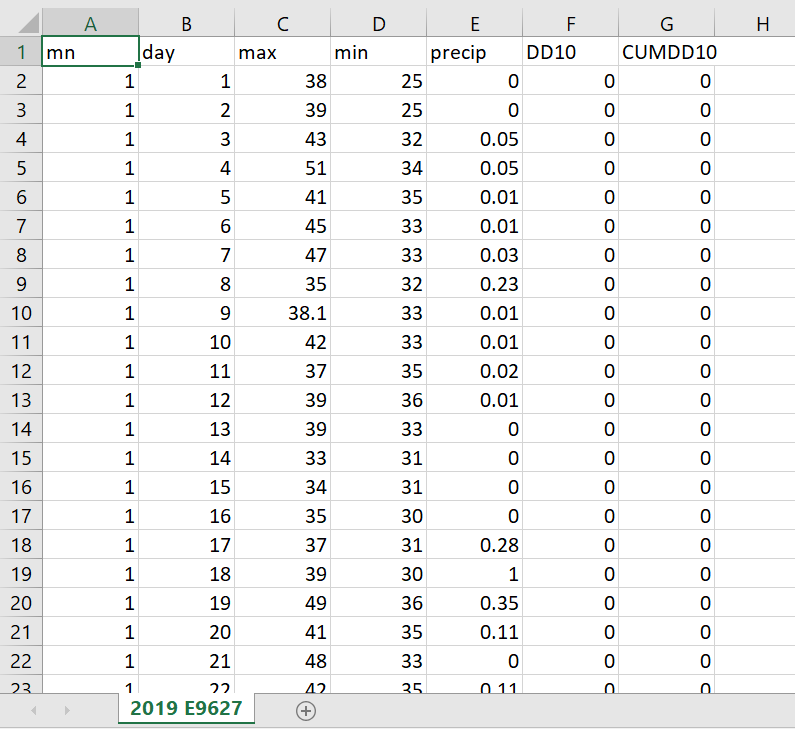 A B C D E F G H
1 mn day max min precip DD10 CUMDD10
2 1 1 38 25 0 0 0
3 1 2 39 25 0 0 0
4 1 3 43 32 0.05 0 0
5 1 4 51 34 0.05 0 0
6 1 5 41 35 0.01 0 0
7 1 6 45 33 0.01 0 0
8 1 7 47 33 0.03 0 0
9 1 8 35 32 0.23 0 0
10 1 9 38.1 33 0.01 0 0
11 1 10 42 33 0.01 0 0
12 1 11 37 35 0.02 0 0
13 1 12 39 36 0.01 0 0
14 1 13 39 33 0 0 0
15 1 14 33 31 0 0 0
16 1 15 34 31 0 0 0
17 1 16 35 30 0 0 0
18 1 17 37 31 0.28 0 0
19 1 18 39 30 1 0 0
20 1 19 49 36 0.35 0 0
21 1 20 41 35 0.11 0 0
22 1 21 48 33 0 0 0
23 1 22 42 35 0.11 0 0
2019 E9627